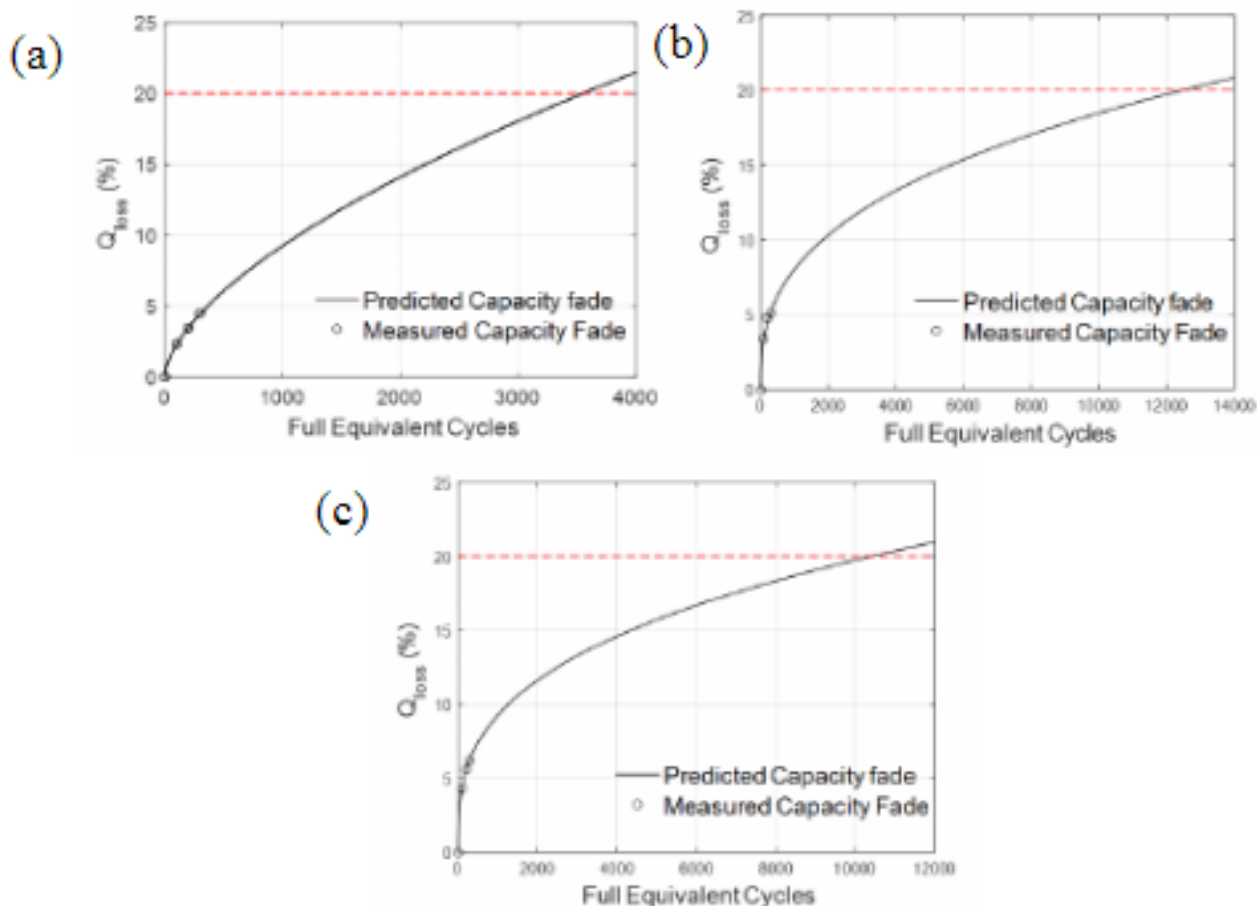 (a)
25
20
15
10
5
0
Q_loss (%)
Predicted Capacity fade
Measured Capacity Fade
0 1000 2000 3000 4000
Full Equivalent Cycles
(b)
25
20
15
10
5
0
Q_loss (%)
Predicted Capacity fade
Measured Capacity Fade
0 2000 4000 6000 8000 10000 12000 14000
Full Equivalent Cycles
(c)
25
20
15
10
5
0
Q_loss (%)
Predicted Capacity fade
Measured Capacity Fade
0 2000 4000 6000 8000 10000 12000
Full Equivalent Cycles